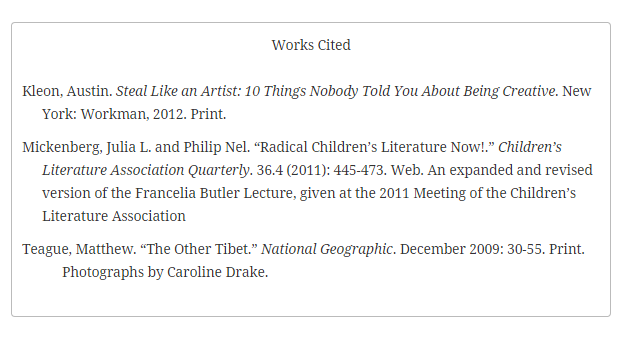 Works Cited
Kleon, Austin. Steal Like an Artist: 10 Things Nobody Told You About Being Creative. New
York: Workman, 2012. Print.
Mickenberg, Julia L. and Philip Nel. “Radical Children’s Literature Now!.” Children’s
Literature Association Quarterly. 36.4 (2011): 445-473. Web. An expanded and revised
version of the Francelia Butler Lecture, given at the 2011 Meeting of the Children’s
Literature Association
Teague, Matthew. “The Other Tibet.” National Geographic. December 2009: 30-55. Print.
Photographs by Caroline Drake.